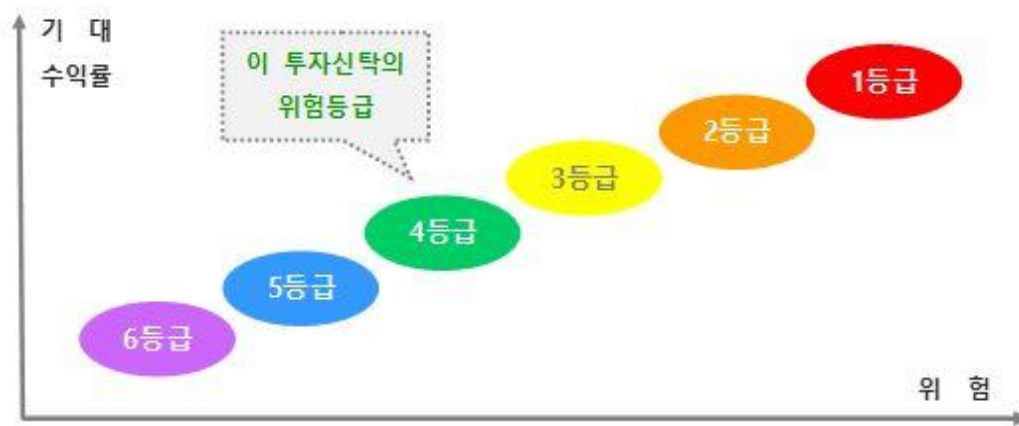 기 대
수익률
이 투자신탁의
위험등급
1등급
2등급
3등급
4등급
5등급
6등급
위 험